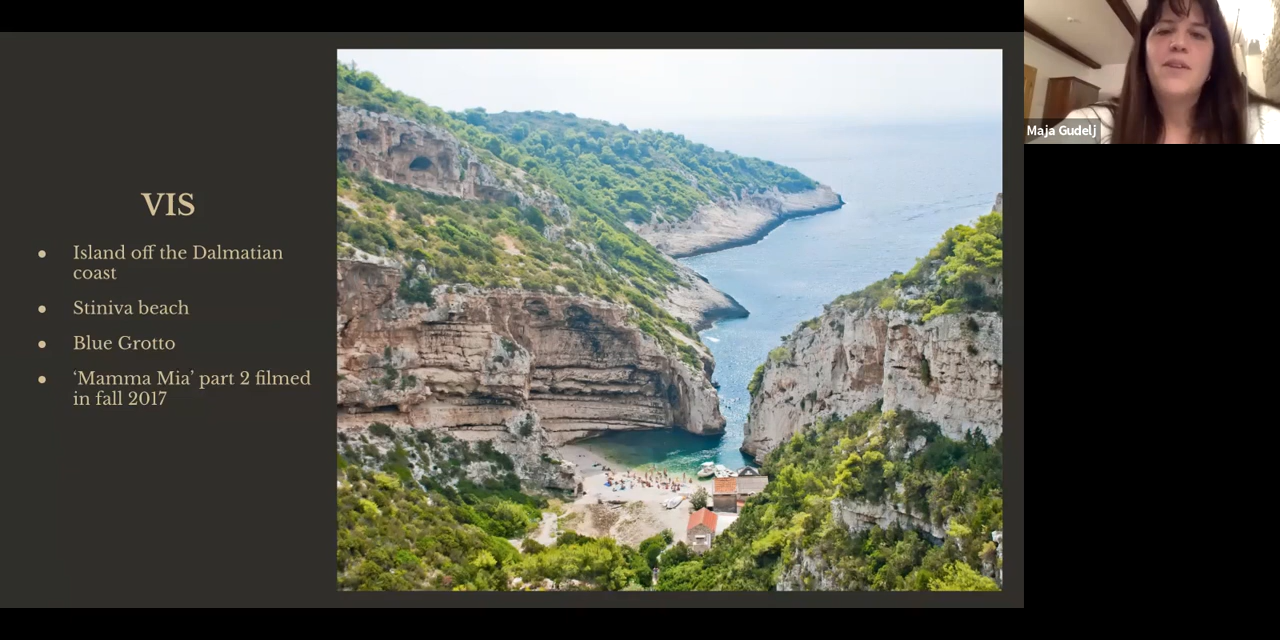 VIS
● Island off the Dalmatian
coast
● Stiniva beach
● Blue Grotto
● ‘Mamma Mia’ part 2 filmed
in fall 2017
Maja Gudelj